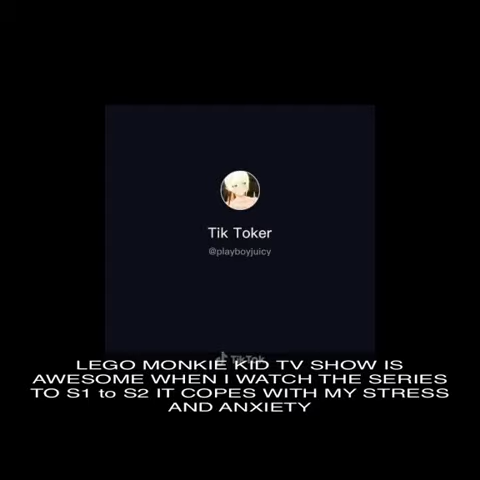 Tik Toker
@playboyjuicy
TikTok
LEGO MONKIE KID TV SHOW IS
AWESOME WHEN I WATCH THE SERIES
TO S1 to S2 IT COPES WITH MY STRESS
AND ANXIETY